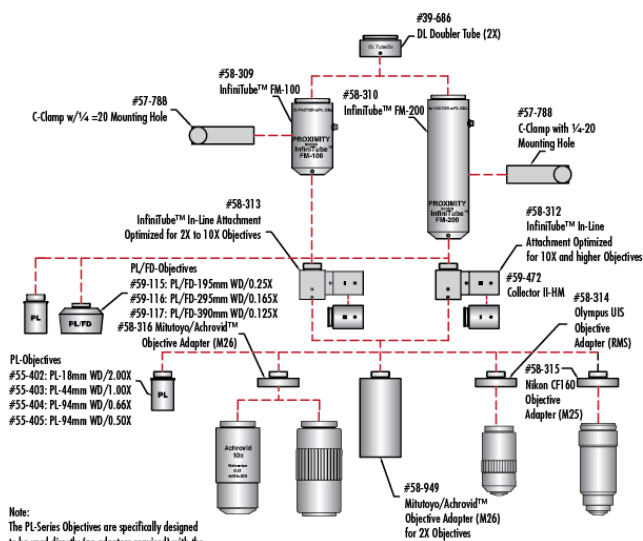 #39-686
DL Doubler Tube (2X)
DL Tube2x
#58-309
InfiniTube™ FM-100
#58-310
InfiniTube™ FM-200
#57-788
C-Clamp w/¼ =20 Mounting Hole
PROXIMITY
InfiniTube™
FM-100
#57-788
C-Clamp with ¼-20
Mounting Hole
PROXIMITY
InfiniTube™
FM-200
#58-313
InfiniTube™ In-Line Attachment
Optimized for 2X to 10X Objectives
#58-312
InfiniTube™ In-Line
Attachment Optimized
for 10X and higher Objectives
#59-472
Collector II-HM
PL
PL/FD
PL/FD-Objectives
#59-115: PL/FD-195mm WD/0.25X
#59-116: PL/FD-295mm WD/0.165X
#59-117: PL/FD-390mm WD/0.125X
#58-316 Mitutoyo/Achrovid™
Objective Adapter (M26)
#58-314
Olympus UIS
Objective
Adapter (RMS)
PL-Objectives
#55-402: PL-18mm WD/2.00X
#55-403: PL-44mm WD/1.00X
#55-404: PL-94mm WD/0.66X
#55-405: PL-94mm WD/0.50X
PL
#58-315
Nikon CF160
Objective
Adapter (M25)
Achrovid
10x
#58-949
Mitutoyo/Achrovid™
Objective Adapter (M26)
for 2X Objectives
Note:
The PL-Series Objectives are specifically designed